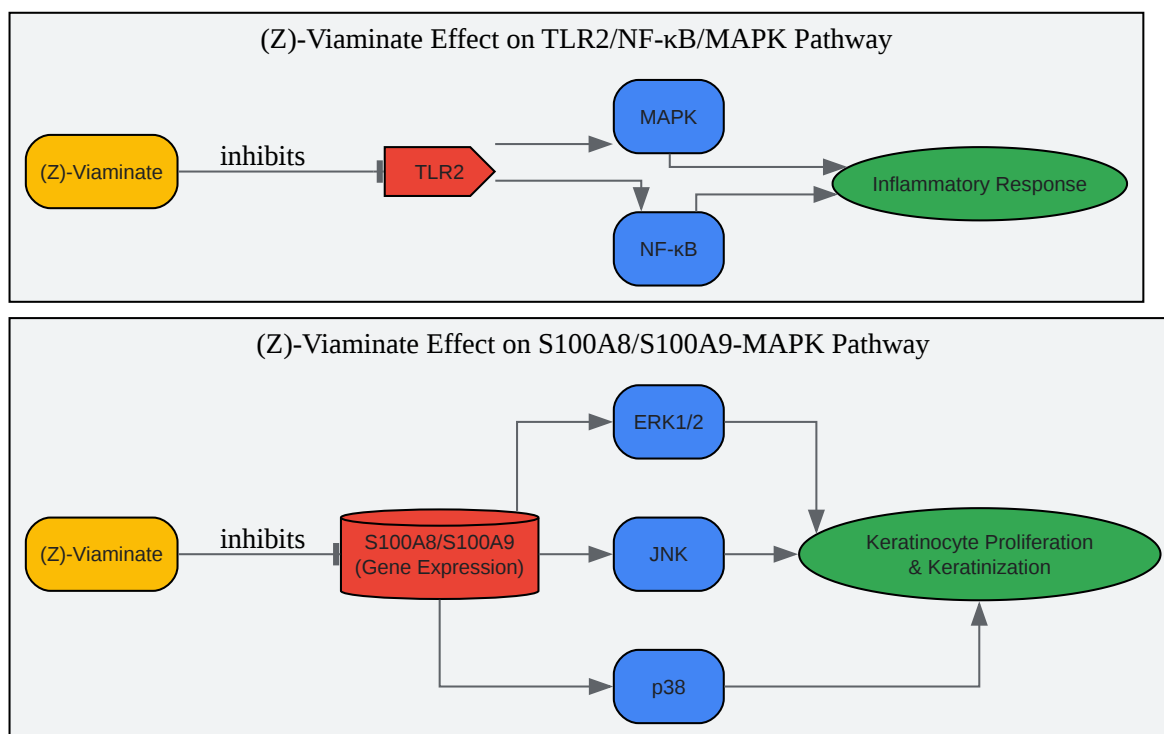 (Z)-Viaminate Effect on TLR2/NF-κB/MAPK Pathway
MAPK
(Z)-Viaminate
inhibits
TLR2
Inflammatory Response
NF-κB
(Z)-Viaminate Effect on S100A8/S100A9-MAPK Pathway
ERK1/2
(Z)-Viaminate
inhibits
S100A8/S100A9
(Gene Expression)
JNK
Keratinocyte Proliferation
& Keratinization
p38